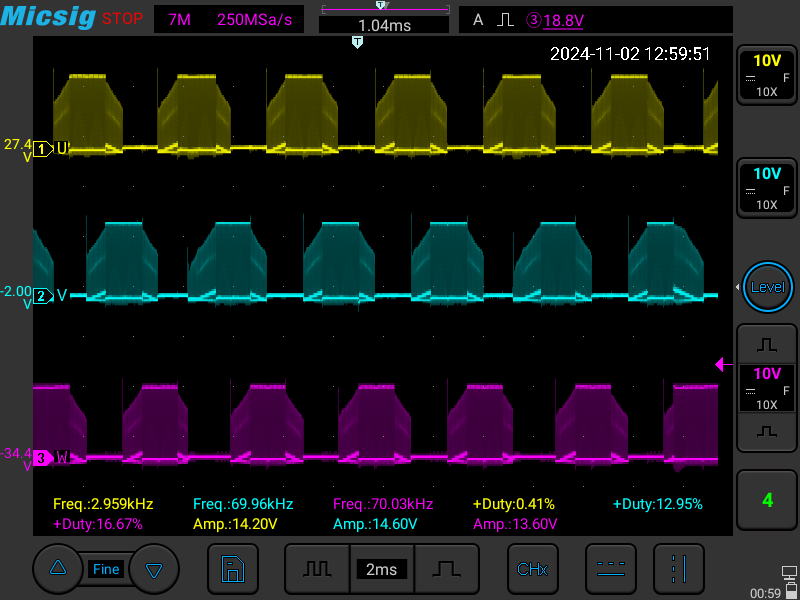 Micsig STOP 7M 250MSa/s T 1.04ms A 3 18.8V
T
2024-11-02 12:59:51
10V
F
10X
27.4
V
1 U
10V
F
10X
-2.00
V
2 V
Level
10V
F
10X
-34.4
V
3 W
Freq.:2.959kHz Freq.:69.96kHz Freq.:70.03kHz +Duty:0.41% +Duty:12.95%
+Duty:16.67% Amp.:14.20V Amp.:14.60V Amp.:13.60V
4
Fine 2ms CHx
00:59